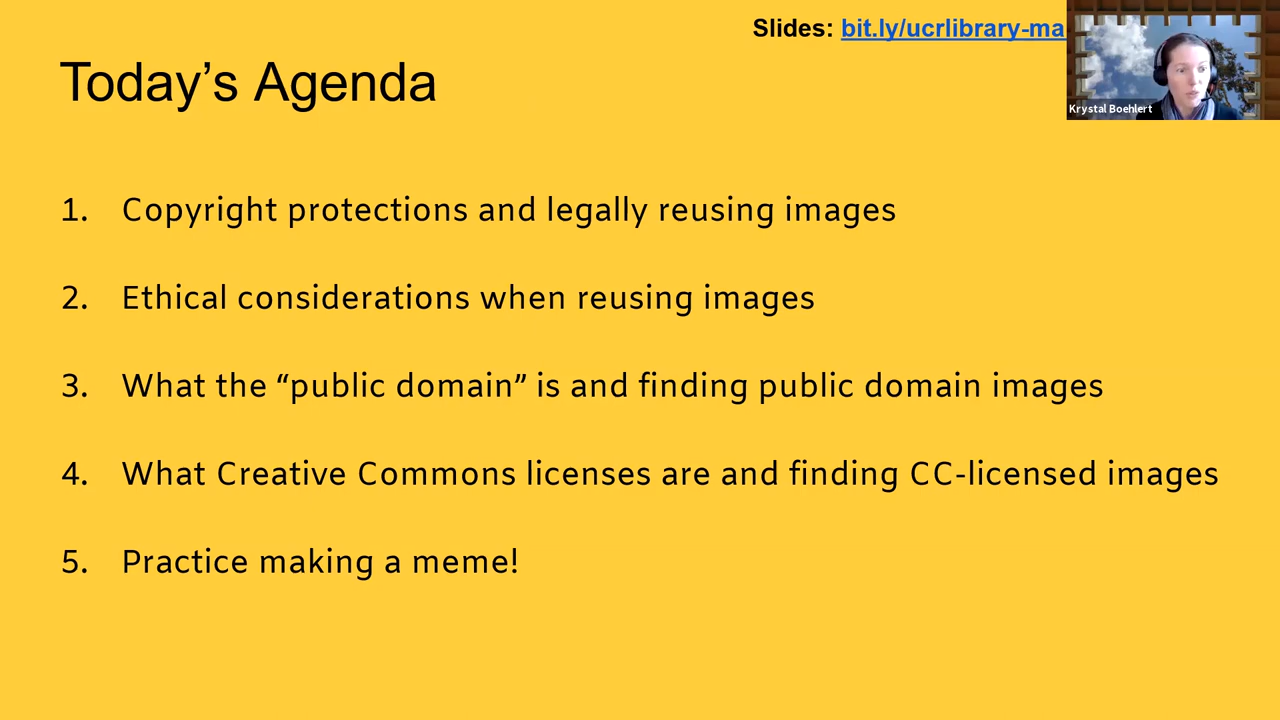 Slides: bit.ly/ucrlibrary-ma
Krystal Boehlert
Today’s Agenda
1. Copyright protections and legally reusing images
2. Ethical considerations when reusing images
3. What the “public domain” is and finding public domain images
4. What Creative Commons licenses are and finding CC-licensed images
5. Practice making a meme!